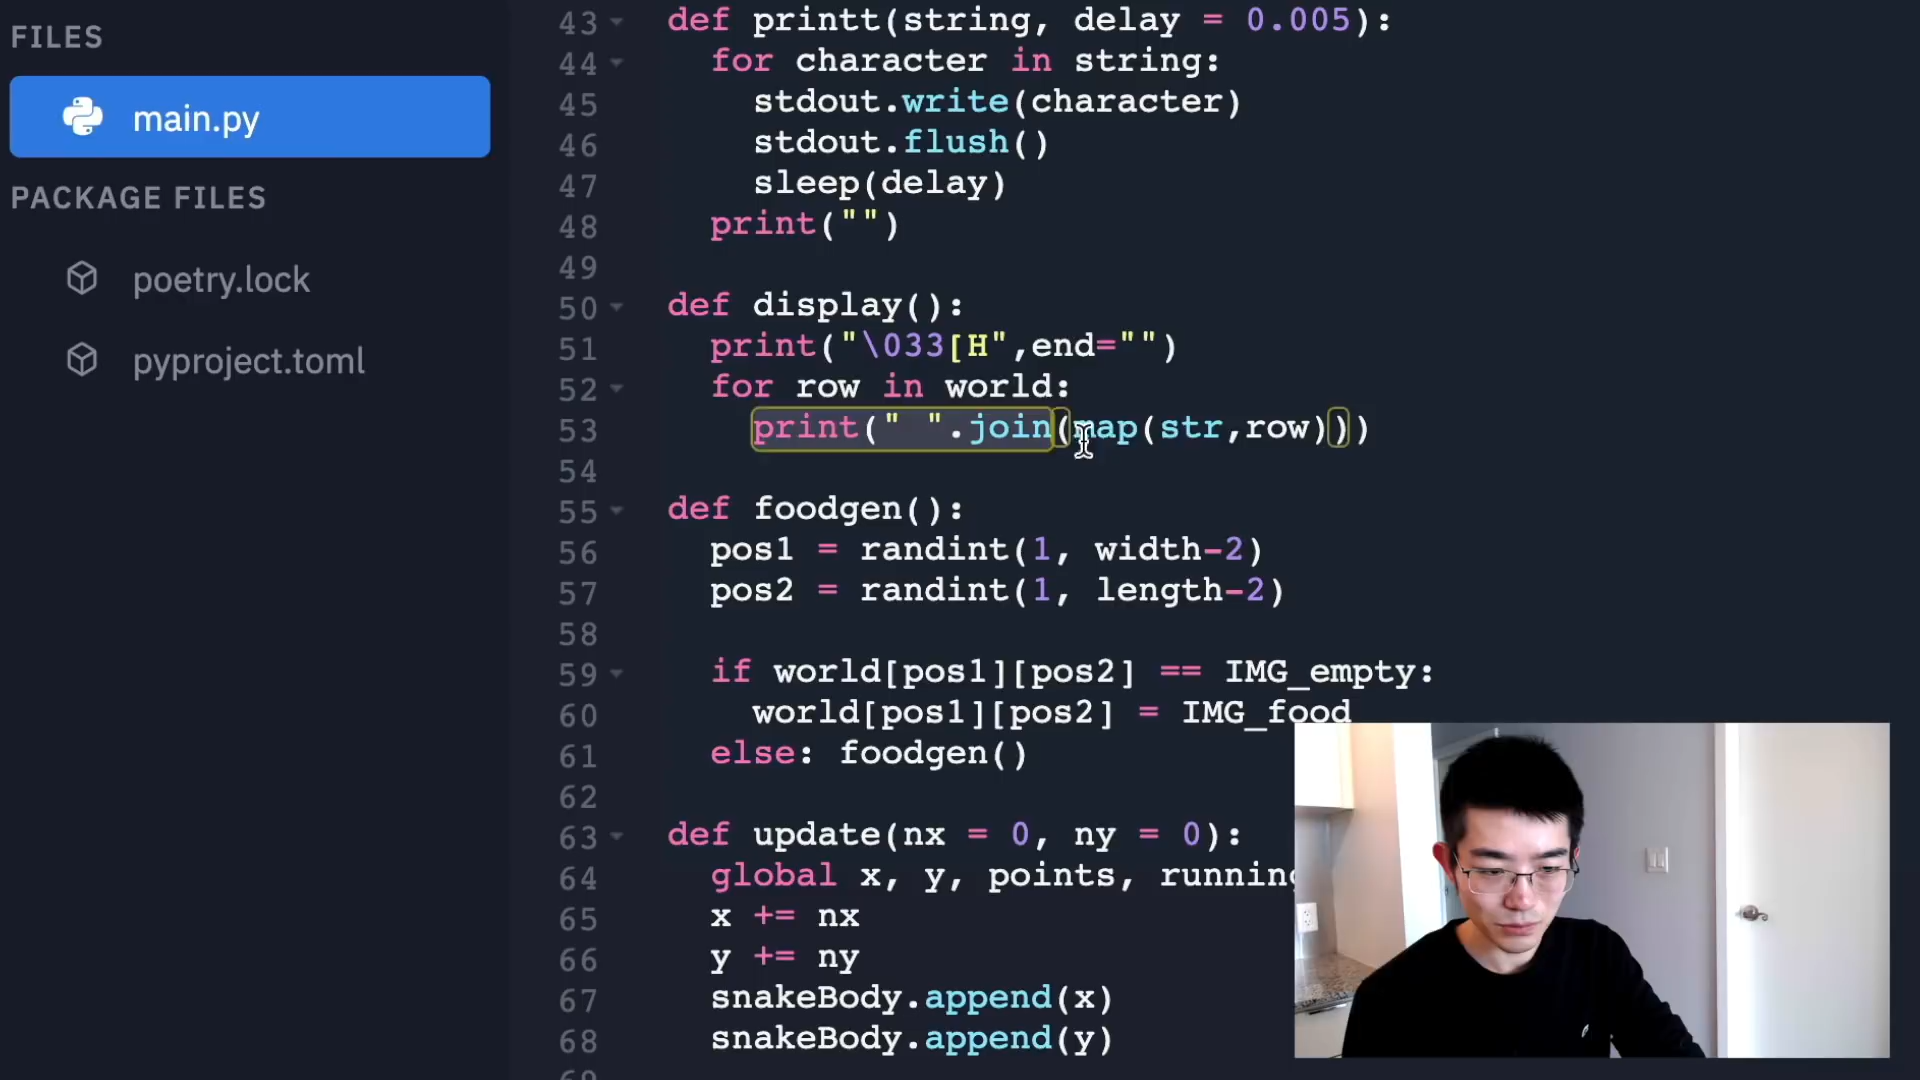 FILES
main.py
PACKAGE FILES
poetry.lock
pyproject.toml
43 def printt(string, delay = 0.005):
44 for character in string:
45 stdout.write(character)
46 stdout.flush()
47 sleep(delay)
48 print("")
49
50 def display():
51 print("\033[H",end="")
52 for row in world:
53 print(" ".join(map(str,row)))
54
55 def foodgen():
56 pos1 = randint(1, width-2)
57 pos2 = randint(1, length-2)
58
59 if world[pos1][pos2] == IMG_empty:
60 world[pos1][pos2] = IMG_food
61 else: foodgen()
62
63 def update(nx = 0, ny = 0):
64 global x, y, points, running
65 x += nx
66 y += ny
67 snakeBody.append(x)
68 snakeBody.append(y)